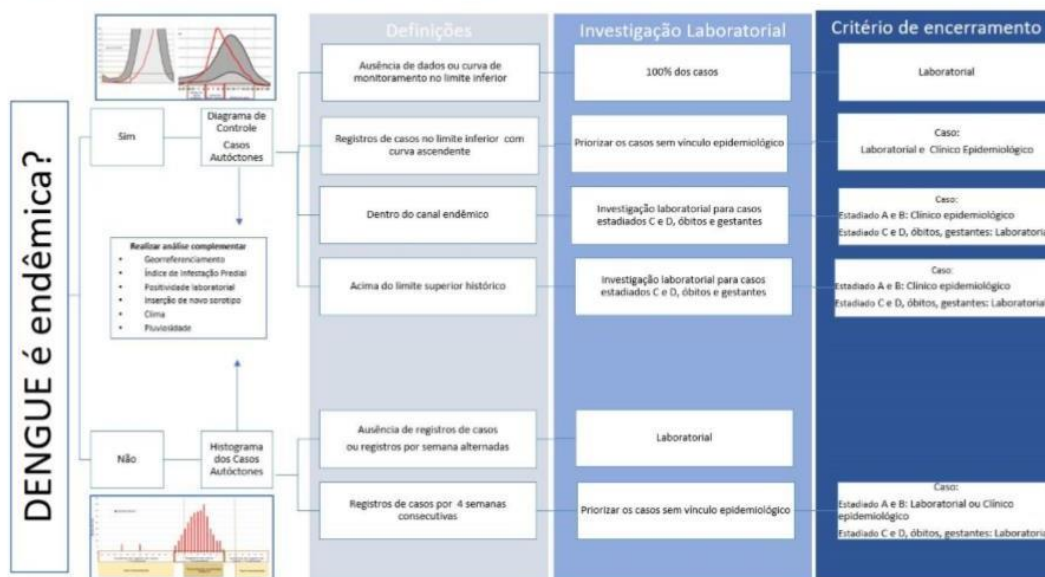 DENGUE é endêmica?
Sim
Diagrama de
Controle
Casos
Autóctones
Realizar análise complementar
• Georreferenciamento
• Índice de Infestação Predial
• Positividade laboratorial
• Inserção de novo sorotipo
• Clima
• Pluviosidade
Não
Histograma
dos Casos
Autóctones
Definições
Ausência de dados ou curva de
monitoramento no limite inferior
Registros de casos no limite inferior com
curva ascendente
Dentro do canal endêmico
Acima do limite superior histórico
Ausência de registros de casos
ou registros por semana alternadas
Registros de casos por 4 semanas
consecutivas
Investigação Laboratorial
100% dos casos
Priorizar os casos sem vínculo epidemiológico
Investigação laboratorial para casos
estadiados C e D, óbitos e gestantes
Investigação laboratorial para casos
estadiados C e D, óbitos e gestantes
Laboratorial
Priorizar os casos sem vínculo epidemiológico
Critério de encerramento
Laboratorial
Caso:
Laboratorial e Clínico Epidemiológico
Caso:
Estadiado A e B: Clínico epidemiológico
Estadiado C e D, óbitos, gestantes: Laboratorial
Caso:
Estadiado A e B: Clínico epidemiológico
Estadiado C e D, óbitos, gestantes: Laboratorial
Caso:
Estadiado A e B: Laboratorial ou Clínico
epidemiológico
Estadiado C e D, óbitos, gestantes: Laboratorial